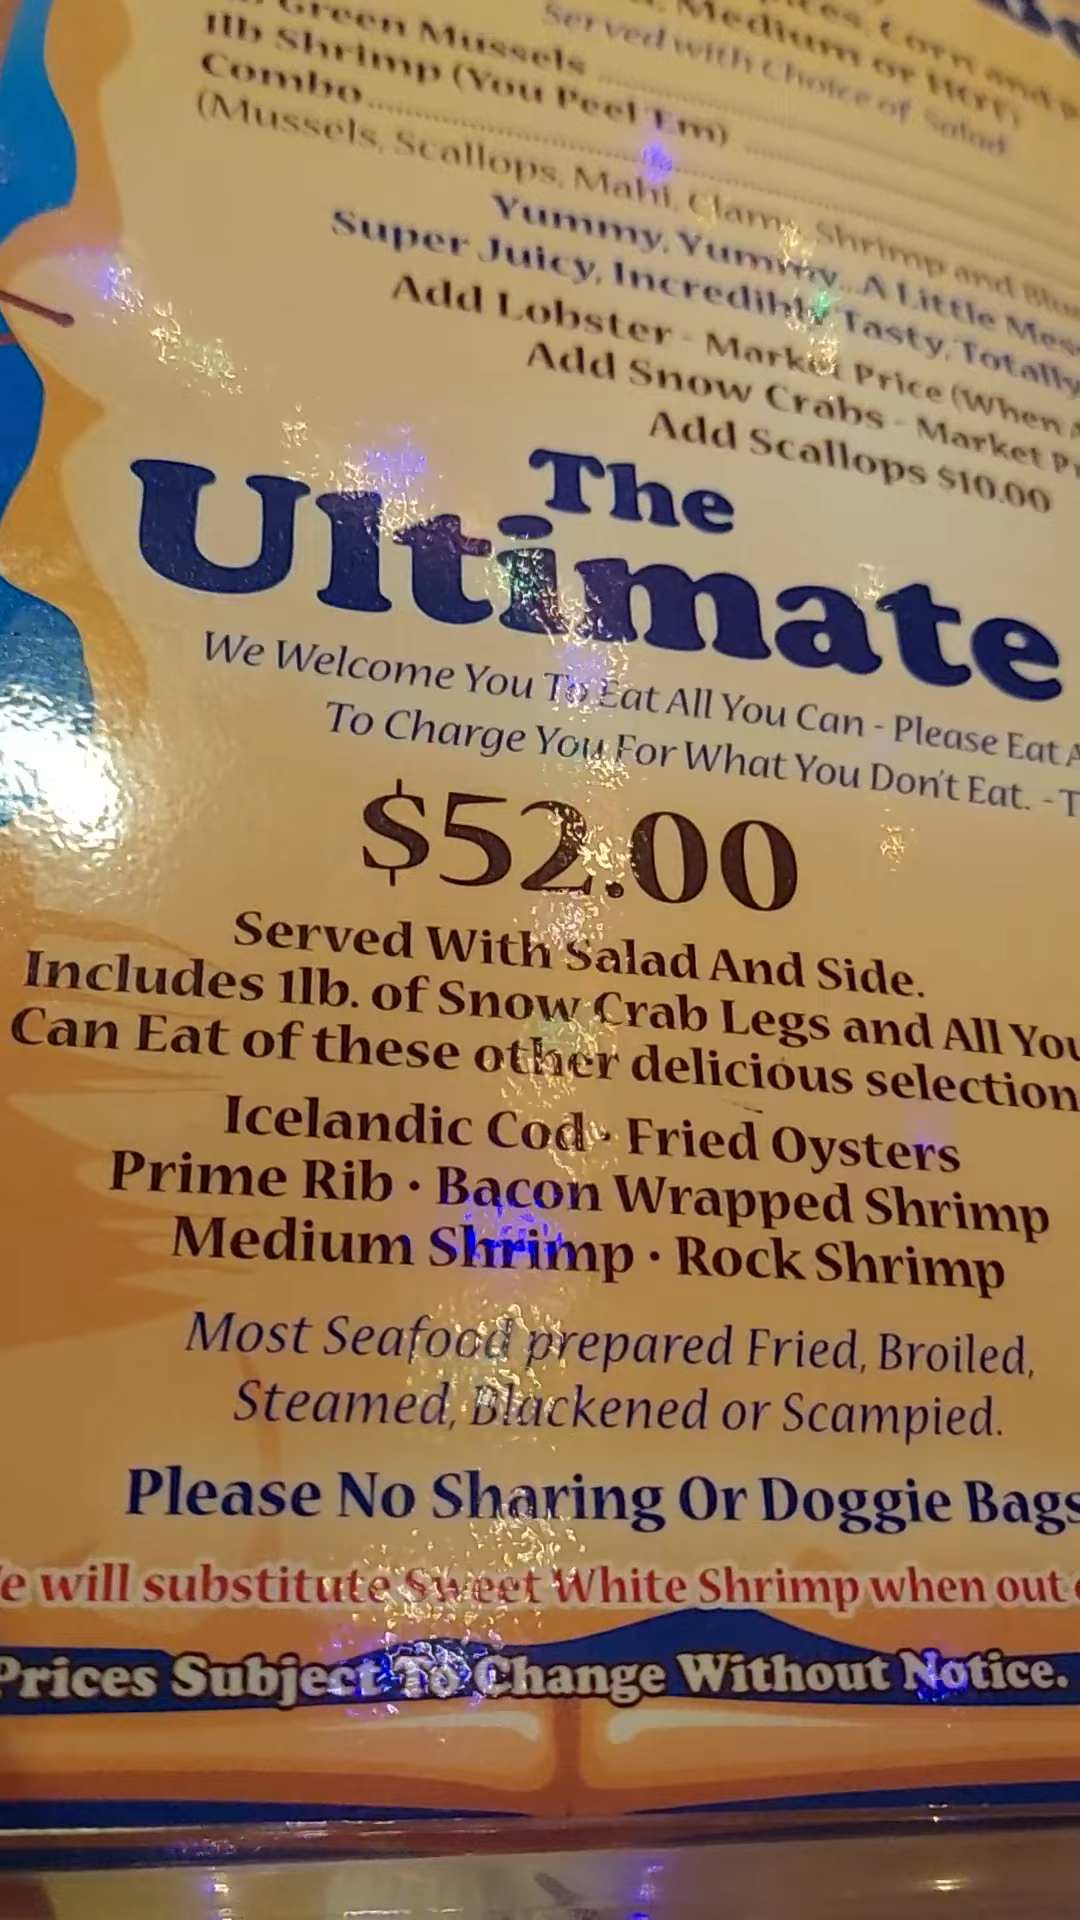 Corn and
Medium or HOT)
Served with Choice of Salad
Green Mussels
1lb Shrimp (You Peel Em)
Combo
(Mussels, Scallops, Mahi, Clams, Shrimp and
Yummy, Yummy...A Little
Super Juicy, Incredibly Tasty, Totally
Add Lobster - Market Price (When
Add Snow Crabs - Market
Add Scallops $10.00
The
Ultimate
We Welcome You To Eat All You Can - Please Eat
To Charge You For What You Don't Eat. -
$52.00
Served With Salad And Side.
Includes 1lb. of Snow Crab Legs and All You
Can Eat of these other delicious selection
Icelandic Cod · Fried Oysters
Prime Rib · Bacon Wrapped Shrimp
Medium Shrimp · Rock Shrimp
Most Seafood prepared Fried, Broiled,
Steamed, Blackened or Scampied.
Please No Sharing Or Doggie Bags
will substitute Sweet White Shrimp when out
Prices Subject To Change Without Notice.